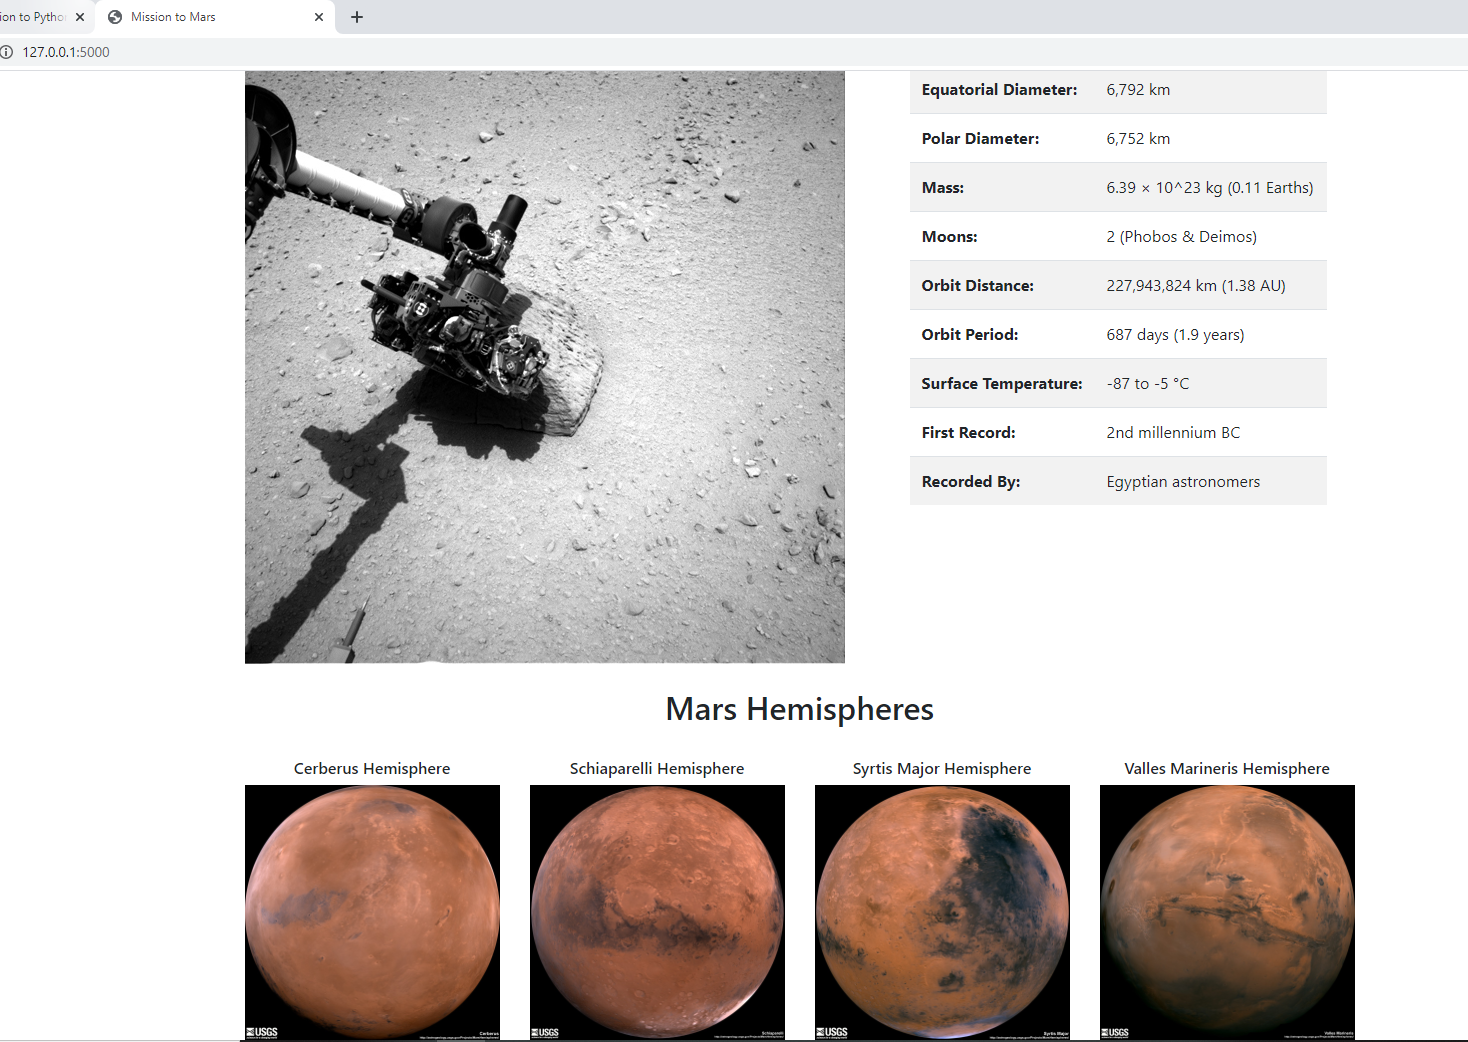 ion to Pytho
Mission to Mars
127.0.0.1:5000
Equatorial Diameter: 6,792 km
Polar Diameter: 6,752 km
Mass: 6.39 × 10^23 kg (0.11 Earths)
Moons: 2 (Phobos & Deimos)
Orbit Distance: 227,943,824 km (1.38 AU)
Orbit Period: 687 days (1.9 years)
Surface Temperature: -87 to -5 °C
First Record: 2nd millennium BC
Recorded By: Egyptian astronomers
Mars Hemispheres
Cerberus Hemisphere
Schiaparelli Hemisphere
Syrtis Major Hemisphere
Valles Marineris Hemisphere
USGS
Cerberus
USGS
Schiaparelli
USGS
Syrtis Major
USGS
Valles Marineris